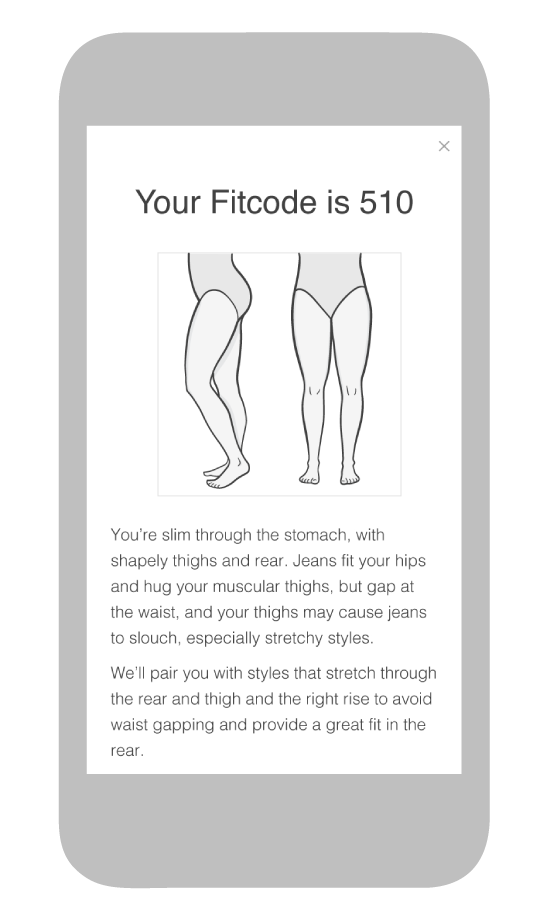 Your Fitcode is 510
You’re slim through the stomach, with
shapely thighs and rear. Jeans fit your hips
and hug your muscular thighs, but gap at
the waist, and your thighs may cause jeans
to slouch, especially stretchy styles.
We’ll pair you with styles that stretch through
the rear and thigh and the right rise to avoid
waist gapping and provide a great fit in the
rear.